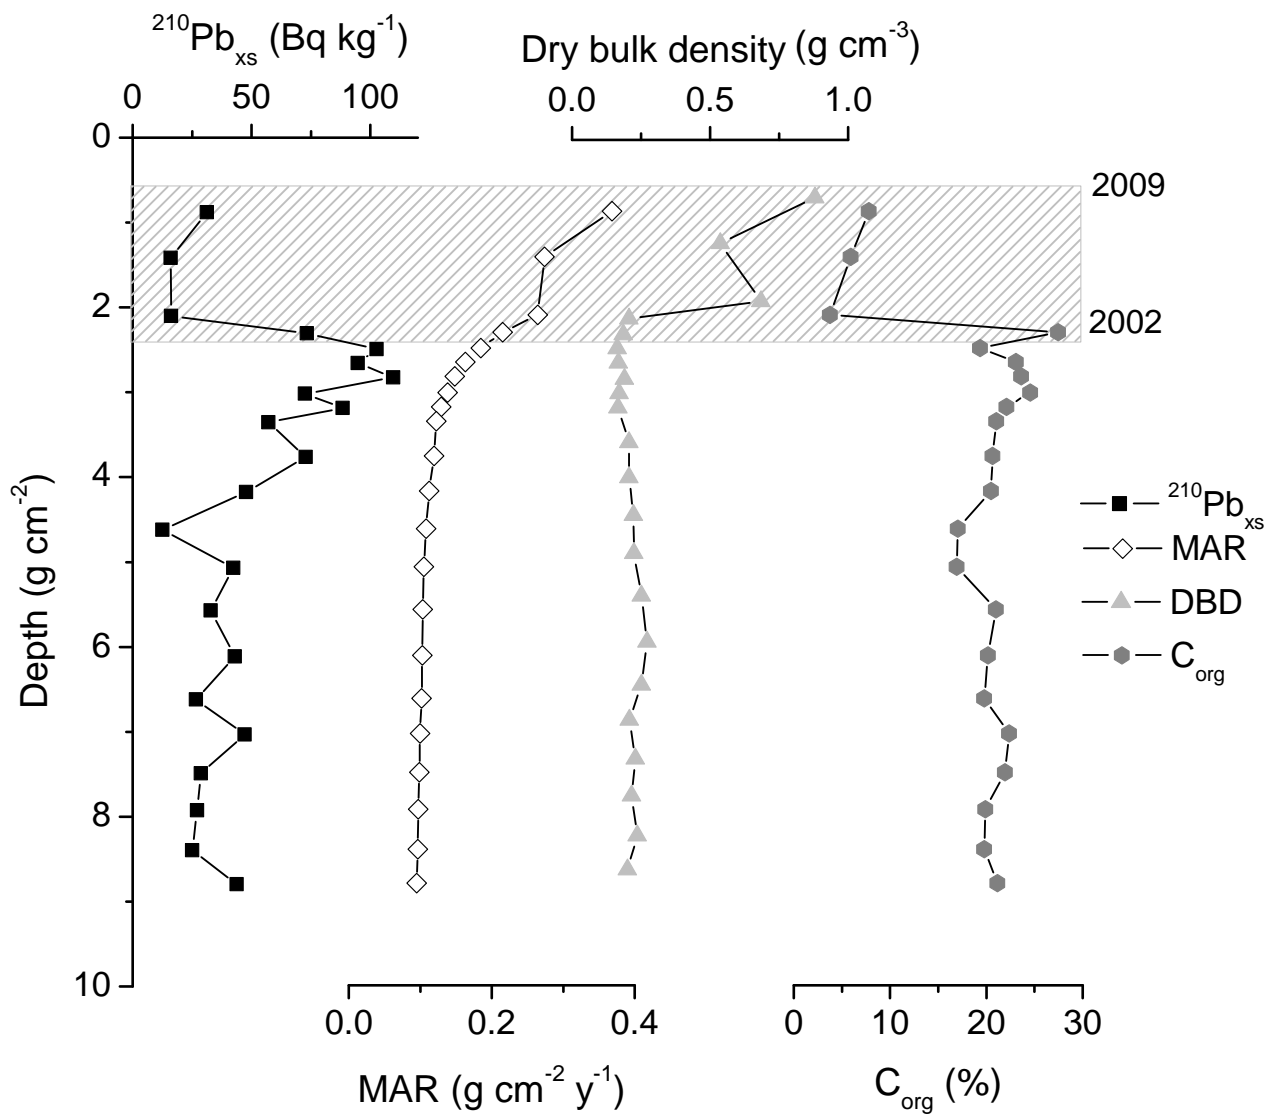 ²¹⁰Pbxs (Bq kg⁻¹)
Dry bulk density (g cm⁻³)
0 50 100
0.0 0.5 1.0
0
2009
2
2002
4
²¹⁰Pbxs
MAR
DBD
Corg
6
8
10
Depth (g cm⁻²)
0.0 0.2 0.4
0 10 20 30
MAR (g cm⁻² y⁻¹)
Corg (%)